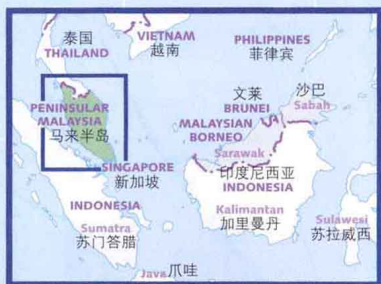 泰国
THAILAND
VIETNAM
越南
PHILIPPINES
菲律宾
PENINSULAR
MALAYSIA
马来半岛
文莱
BRUNEI
沙巴
Sabah
MALAYSIAN
BORNEO
Sarawak
SINGAPORE
新加坡
印度尼西亚
INDONESIA
INDONESIA
Sumatra
苏门答腊
Kalimantan
加里曼丹
Sulawesi
苏拉威西
Java 爪哇